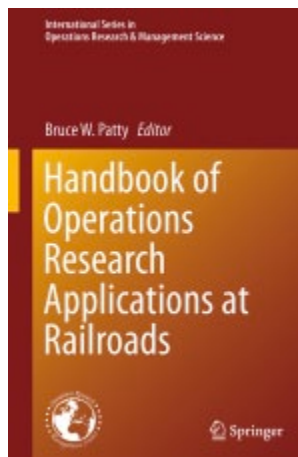 International Series in
Operations Research & Management Science
Bruce W. Patty Editor
Handbook of
Operations
Research
Applications at
Railroads
Springer